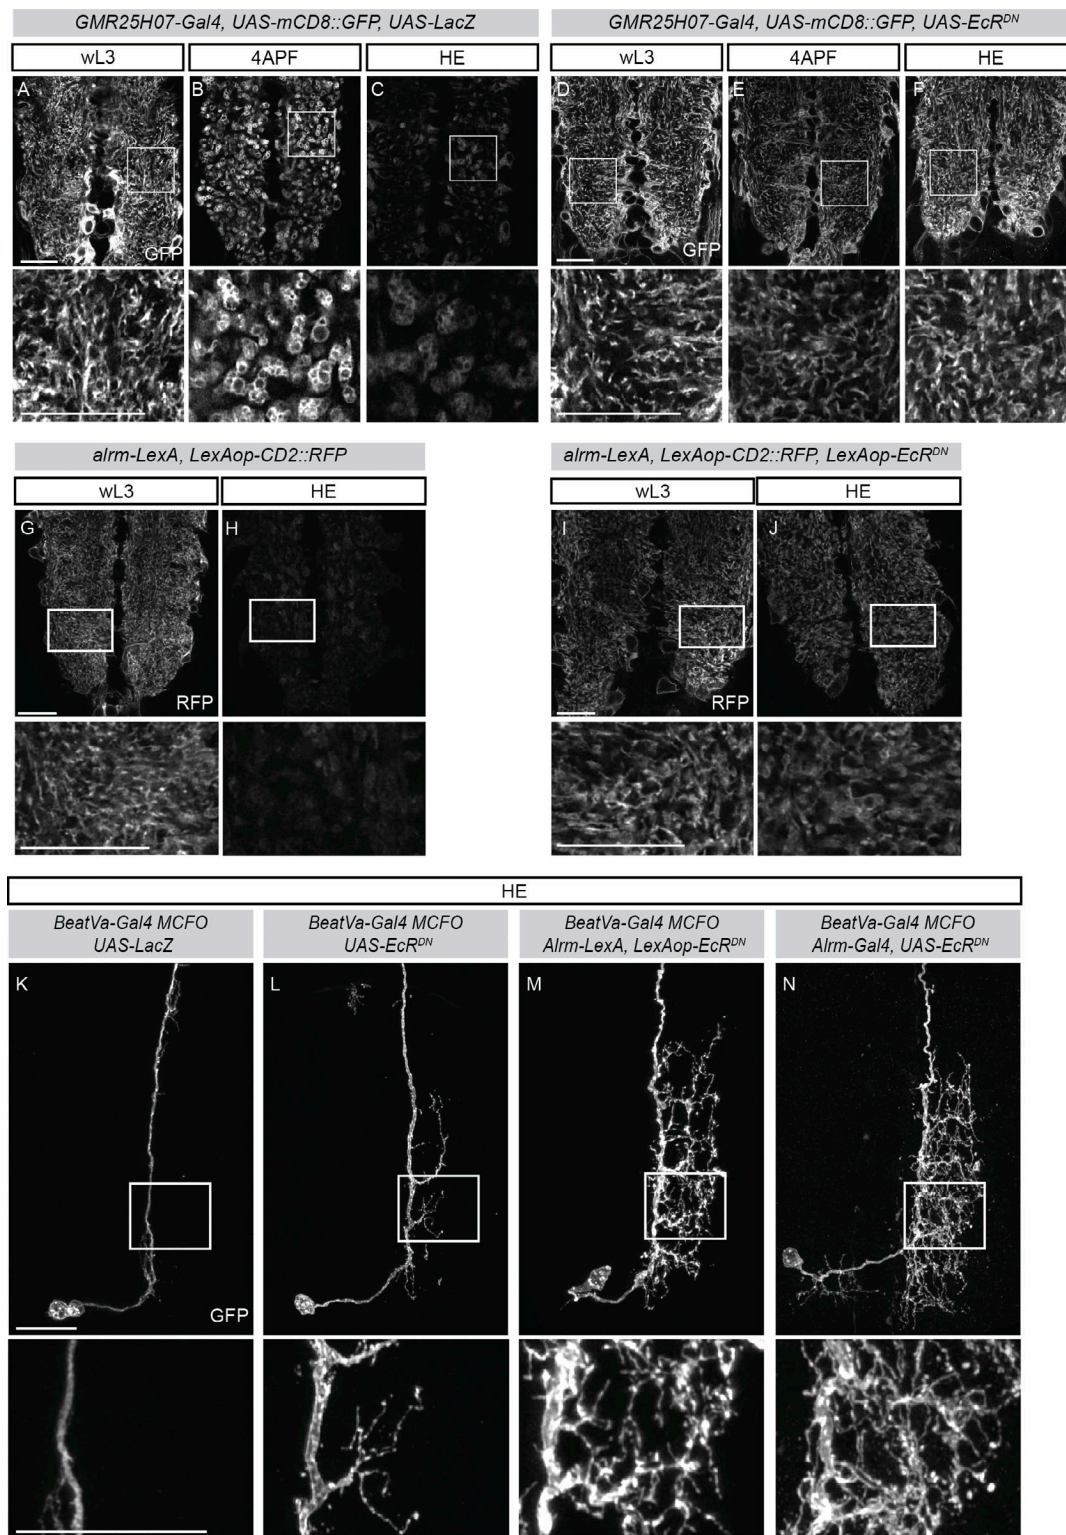 GMR25H07-Gal4, UAS-mCD8::GFP, UAS-LacZ
GMR25H07-Gal4, UAS-mCD8::GFP, UAS-EcR^DN
wL3
4APF
HE
wL3
4APF
HE
A
B
C
D
E
F
GFP
GFP
alrm-LexA, LexAop-CD2::RFP
alrm-LexA, LexAop-CD2::RFP, LexAop-EcR^DN
wL3
HE
wL3
HE
G
H
I
J
RFP
RFP
HE
BeatVa-Gal4 MCFO
UAS-LacZ
BeatVa-Gal4 MCFO
UAS-EcR^DN
BeatVa-Gal4 MCFO
Alrm-LexA, LexAop-EcR^DN
BeatVa-Gal4 MCFO
Alrm-Gal4, UAS-EcR^DN
K
L
M
N
GFP